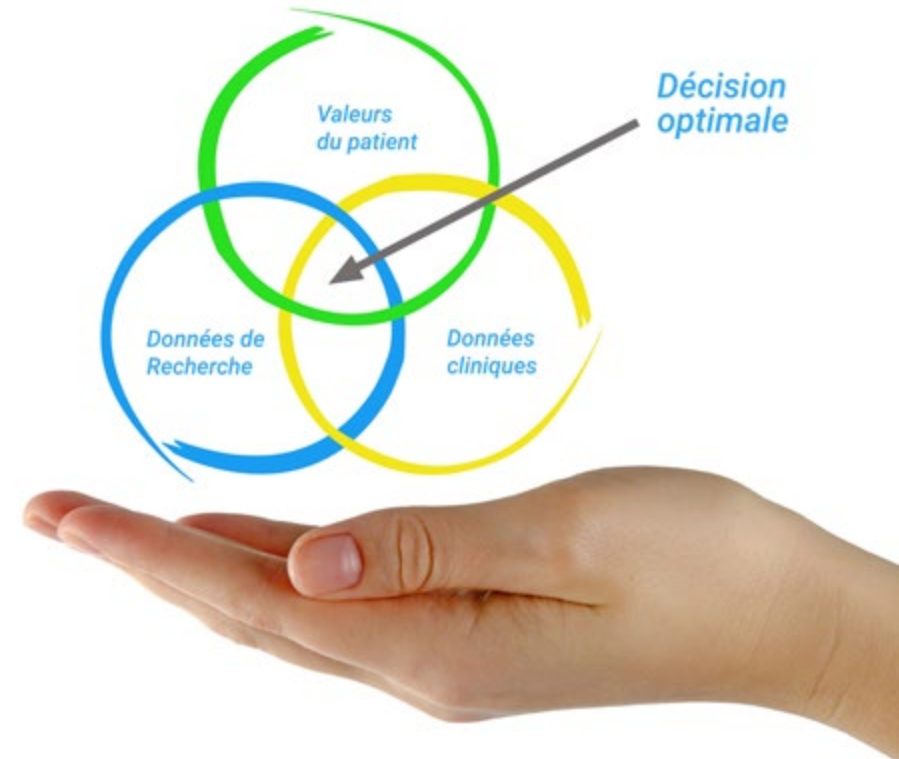 Décision
optimale
Valeurs
du patient
Données de
Recherche
Données
cliniques